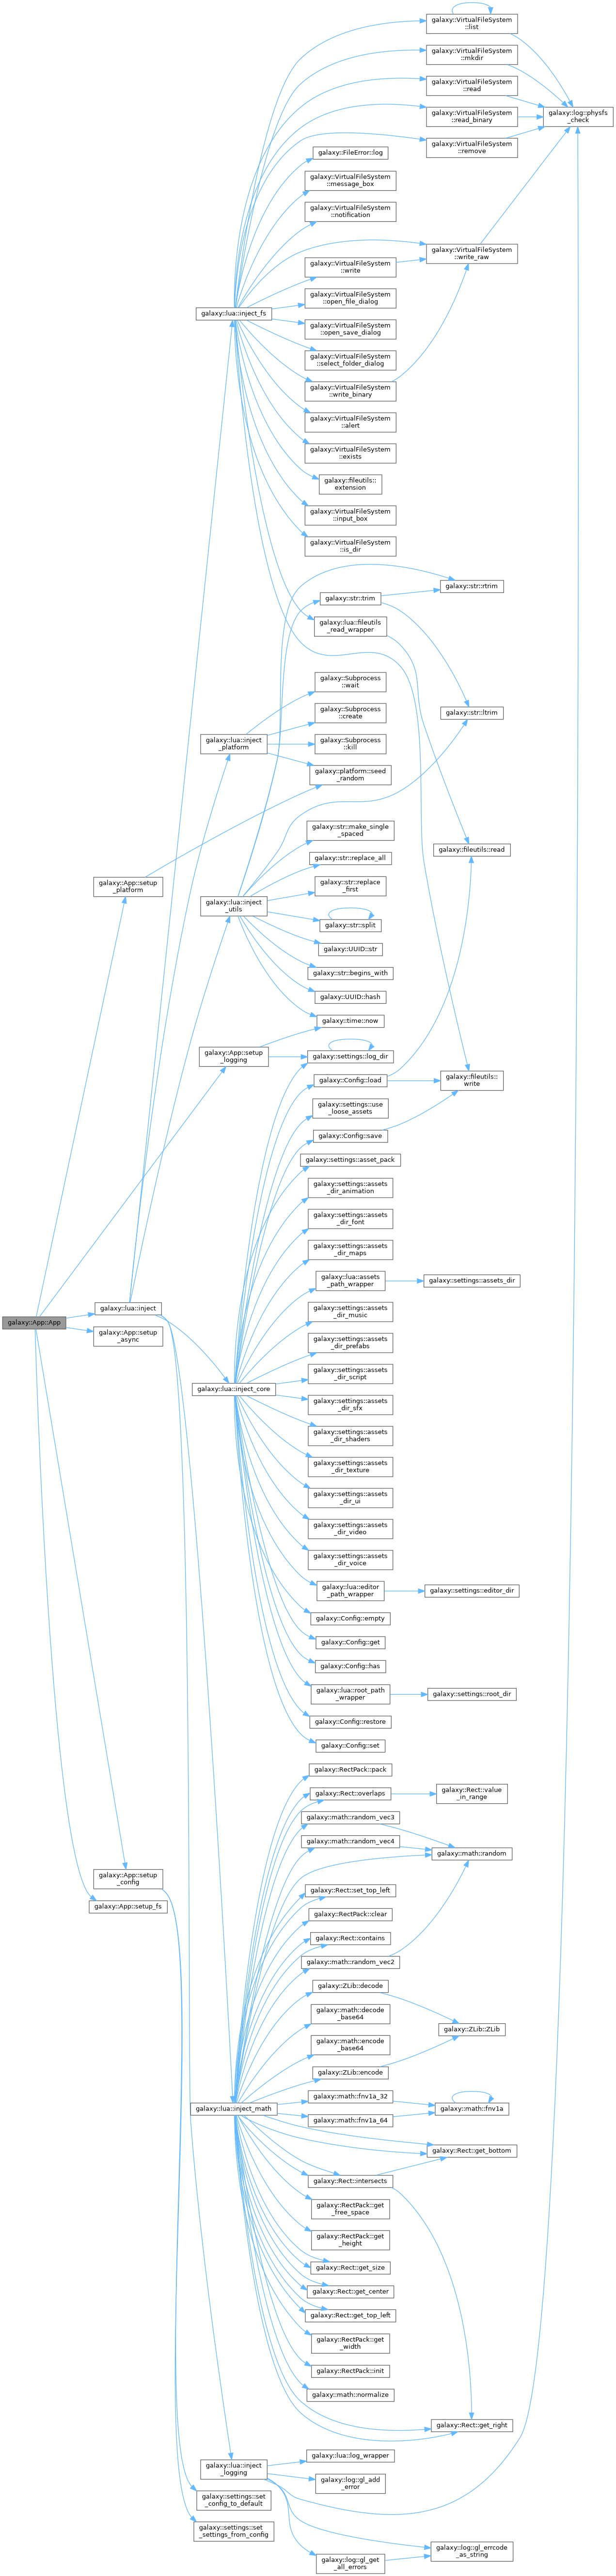 galaxy::VirtualFileSystem
::list
galaxy::VirtualFileSystem
::mkdir
galaxy::VirtualFileSystem
::read
galaxy::VirtualFileSystem
::read_binary
galaxy::log::physfs
_check
galaxy::VirtualFileSystem
::remove
galaxy::FileError::log
galaxy::VirtualFileSystem
::message_box
galaxy::VirtualFileSystem
::notification
galaxy::VirtualFileSystem
::write_raw
galaxy::VirtualFileSystem
::write
galaxy::VirtualFileSystem
::open_file_dialog
galaxy::lua::inject_fs
galaxy::VirtualFileSystem
::open_save_dialog
galaxy::VirtualFileSystem
::select_folder_dialog
galaxy::VirtualFileSystem
::write_binary
galaxy::VirtualFileSystem
::alert
galaxy::VirtualFileSystem
::exists
galaxy::fileutils::
extension
galaxy::VirtualFileSystem
::input_box
galaxy::VirtualFileSystem
::is_dir
galaxy::str::rtrim
galaxy::str::trim
galaxy::lua::fileutils
_read_wrapper
galaxy::Subprocess
::wait
galaxy::Subprocess
::create
galaxy::str::ltrim
galaxy::lua::inject
_platform
galaxy::Subprocess
::kill
galaxy::platform::seed
_random
galaxy::str::make_single
_spaced
galaxy::fileutils::read
galaxy::str::replace_all
galaxy::App::setup
_platform
galaxy::str::replace
_first
galaxy::lua::inject
_utils
galaxy::str::split
galaxy::UUID::str
galaxy::str::begins_with
galaxy::UUID::hash
galaxy::time::now
galaxy::App::setup
_logging
galaxy::settings::log_dir
galaxy::Config::load
galaxy::fileutils::
write
galaxy::settings::use
_loose_assets
galaxy::Config::save
galaxy::settings::asset_pack
galaxy::settings::assets
_dir_animation
galaxy::settings::assets
_dir_font
galaxy::settings::assets
_dir_maps
galaxy::lua::assets
_path_wrapper
galaxy::settings::assets_dir
galaxy::lua::inject
galaxy::settings::assets
_dir_music
galaxy::App::App
galaxy::App::setup
_async
galaxy::settings::assets
_dir_prefabs
galaxy::settings::assets
_dir_script
galaxy::lua::inject_core
galaxy::settings::assets
_dir_sfx
galaxy::settings::assets
_dir_shaders
galaxy::settings::assets
_dir_texture
galaxy::settings::assets
_dir_ui
galaxy::settings::assets
_dir_video
galaxy::settings::assets
_dir_voice
galaxy::lua::editor
_path_wrapper
galaxy::settings::editor_dir
galaxy::Config::empty
galaxy::Config::get
galaxy::Config::has
galaxy::lua::root_path
_wrapper
galaxy::settings::root_dir
galaxy::Config::restore
galaxy::Config::set
galaxy::RectPack::pack
galaxy::Rect::overlaps
galaxy::Rect::value
_in_range
galaxy::math::random_vec3
galaxy::math::random_vec4
galaxy::math::random
galaxy::App::setup
_config
galaxy::Rect::set_top_left
galaxy::App::setup_fs
galaxy::RectPack::clear
galaxy::Rect::contains
galaxy::math::random_vec2
galaxy::ZLib::decode
galaxy::math::decode
_base64
galaxy::ZLib::ZLib
galaxy::math::encode
_base64
galaxy::ZLib::encode
galaxy::math::fnv1a_32
galaxy::lua::inject_math
galaxy::math::fnv1a
galaxy::math::fnv1a_64
galaxy::Rect::get_bottom
galaxy::Rect::intersects
galaxy::RectPack::get
_free_space
galaxy::RectPack::get
_height
galaxy::Rect::get_size
galaxy::Rect::get_center
galaxy::Rect::get_top_left
galaxy::RectPack::get
_width
galaxy::RectPack::init
galaxy::math::normalize
galaxy::Rect::get_right
galaxy::lua::log_wrapper
galaxy::lua::inject
_logging
galaxy::log::gl_add
_error
galaxy::settings::set
_config_to_default
galaxy::log::gl_errcode
_as_string
galaxy::settings::set
_settings_from_config
galaxy::log::gl_get
_all_errors